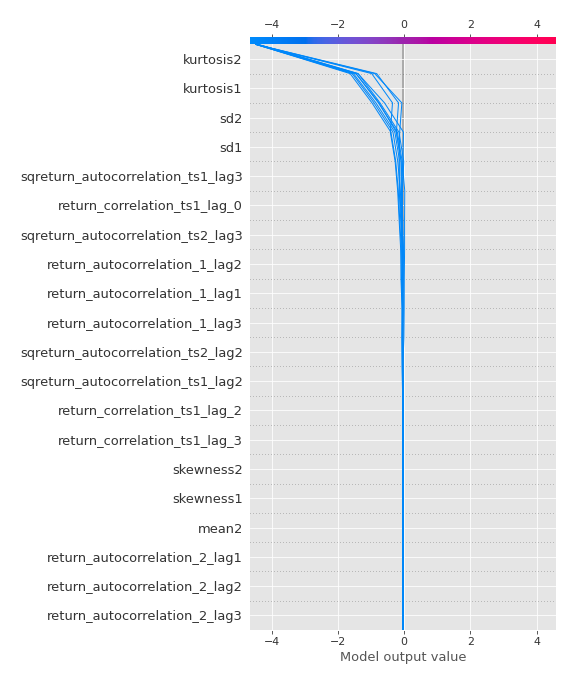 −4 −2 0 2 4
kurtosis2
kurtosis1
sd2
sd1
sqreturn_autocorrelation_ts1_lag3
return_correlation_ts1_lag_0
sqreturn_autocorrelation_ts2_lag3
return_autocorrelation_1_lag2
return_autocorrelation_1_lag1
return_autocorrelation_1_lag3
sqreturn_autocorrelation_ts2_lag2
sqreturn_autocorrelation_ts1_lag2
return_correlation_ts1_lag_2
return_correlation_ts1_lag_3
skewness2
skewness1
mean2
return_autocorrelation_2_lag1
return_autocorrelation_2_lag2
return_autocorrelation_2_lag3
−4 −2 0 2 4
Model output value